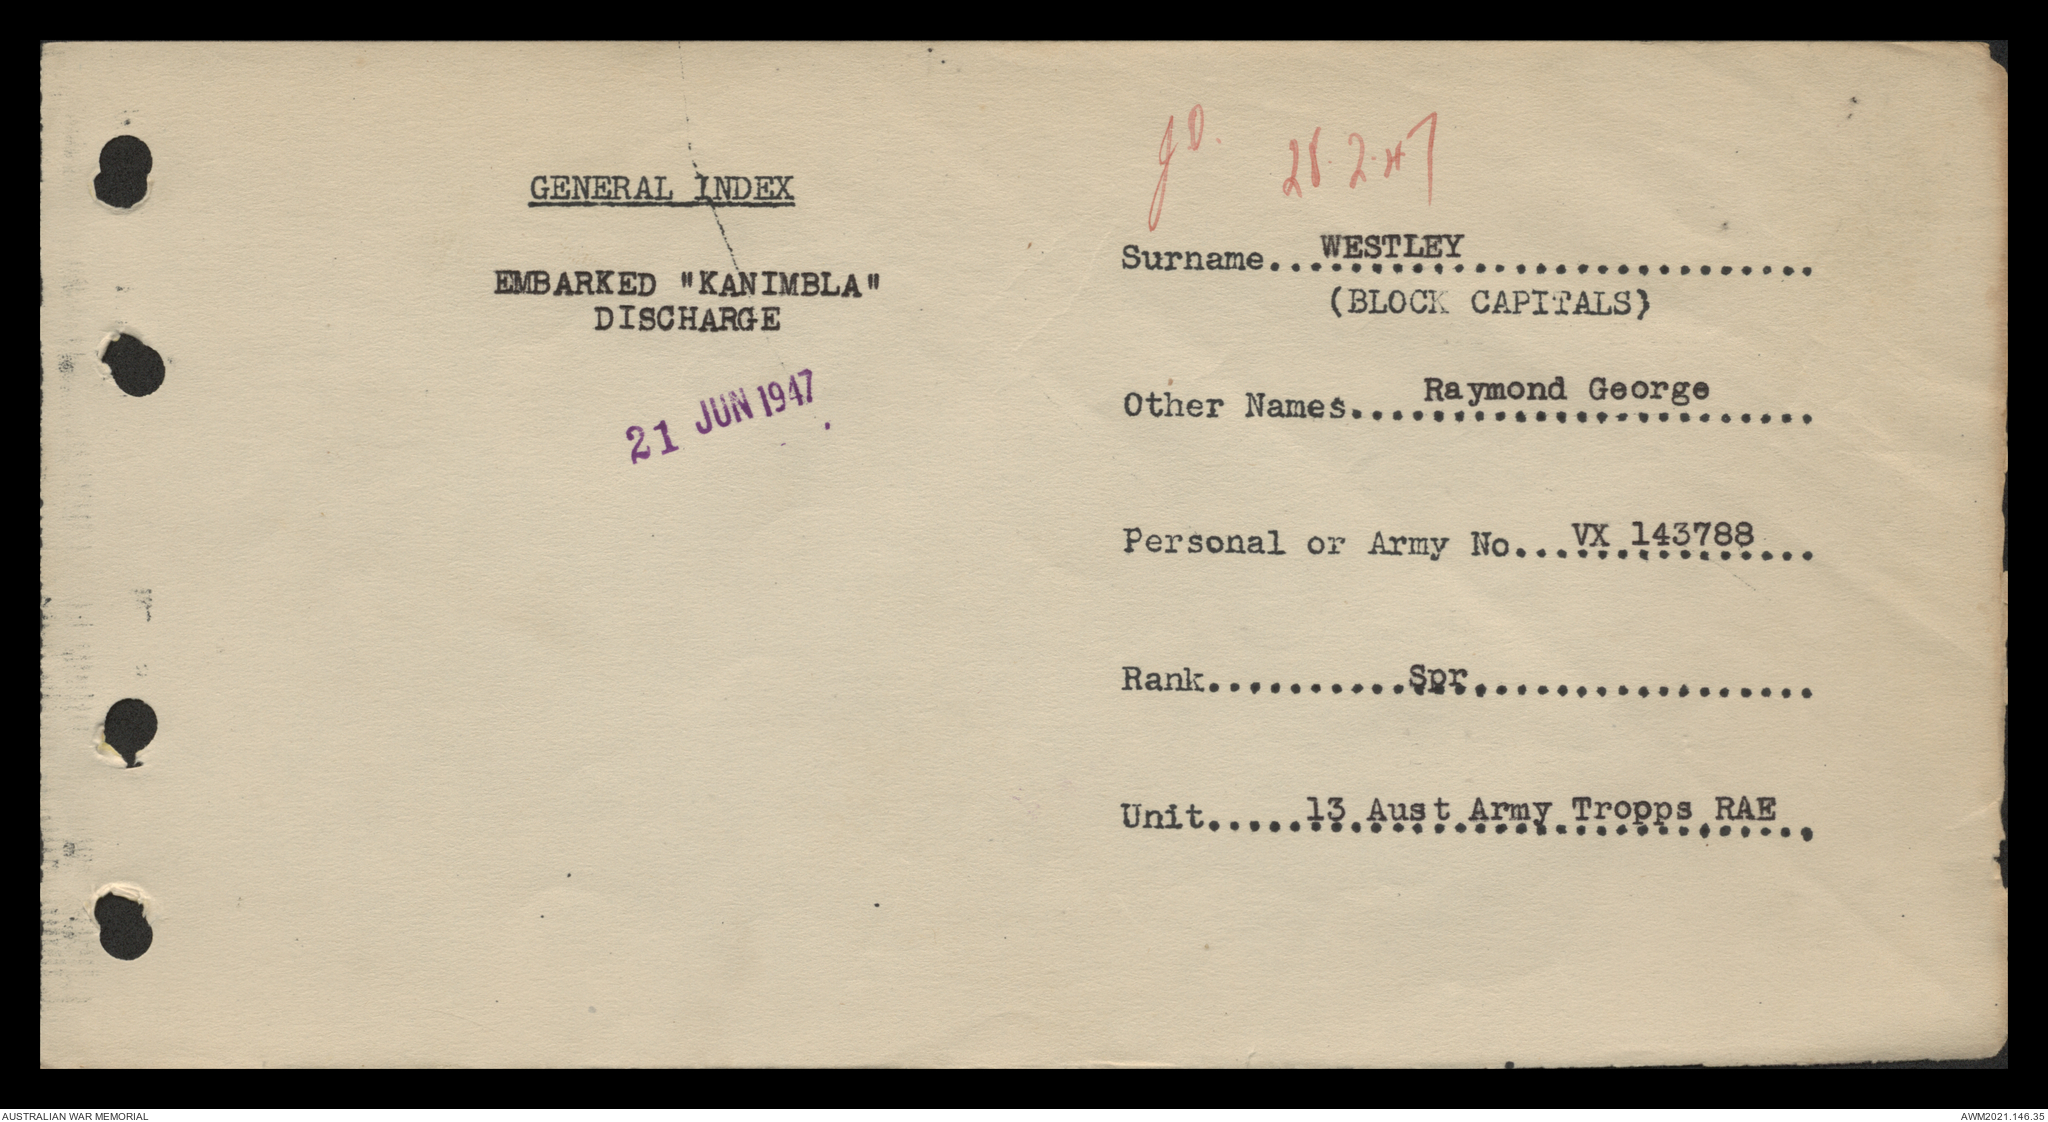 GENERAL INDEX
EMBARKED "KANIMBLA"
DISCHARGE
21 JUN 1947
28.2.47
Surname...WESTLEY...
(BLOCK CAPITALS)
Other Names...Raymond George...
Personal or Army No...VX 143788...
Rank...Spr...
Unit...13 Aust Army Tropps RAE...
AUSTRALIAN WAR MEMORIAL
AWM2021.146.35